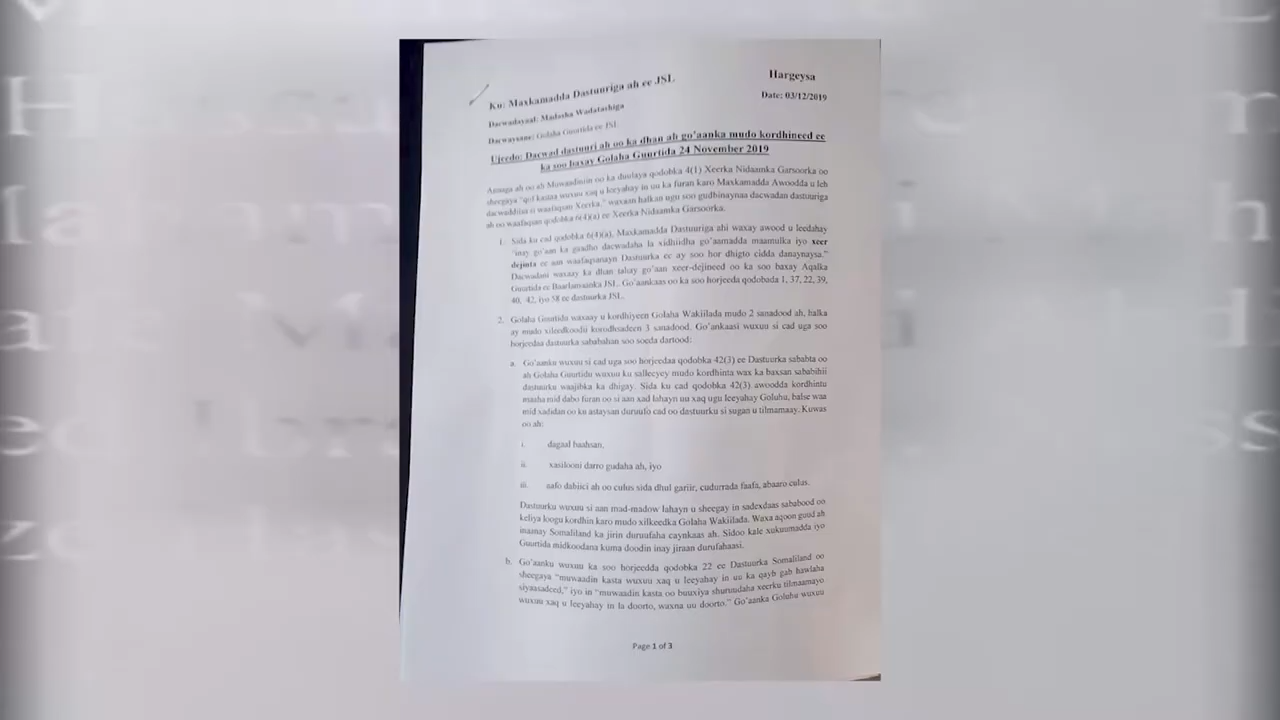 Hargeysa
Ku: Maxkamadda Dastuuriga ah ee JSL
Date: 03/12/2019
Dacwadayaal: Madasha Wadatashiga
Dacwaysane: Golaha Guurtida ee JSL
Ujeedo: Dacwad dastuuri ah oo ka dhan ah go'aanka mudo kordhineed ee
ka soo baxay Golaha Guurtida 24 November 2019
Annaga ah oo ah Muwaadiniin oo ka duulaya qodobka 4(1) Xeerka Nidaamka Garsoorka oo
sheegaya "qof kastaa wuxuu xaq u leeyahay in uu ka furan karo Maxkamadda Awoodda u leh
dacwaddiisa si waafiqsan Xeerka," waxaan halkan ugu soo gudbinaynaa dacwadan dastuuriga
ah oo waafaqsan qodobka 6(4)(a) ee Xeerka Nidaamka Garsoorka.
1. Sida ku cad qodobka 6(4)(a), Maxkamadda Dastuuriga ahi waxay awood u leedahay
"inay go'aan ka gaadho dacwadaha la xidhiidha go'aamadda maamulka iyo xeer
dejinta ee aan waafaqsanayn Dastuurka ee ay soo hor dhigto cidda danaynaysa."
Dacwadani waxaay ka dhan tahay go'aan xeer-dejineed oo ka soo baxay Aqalka
Guurtida ee Baarlamaanka JSL. Go'aankaas oo ka soo horjeeda qodobada 1, 37, 22, 39,
40, 42, iyo 58 ee dastuurka JSL.
2. Golaha Guurtidu waxaay u kordhiyeen Golaha Wakiilada mudo 2 sanadood ah, halka
ay mudo xileedkoodu korodhsadeen 3 sanadood. Go'ankaasi wuxuu si cad uga soo
horjeedaa dastuurka sababahan soo socda dartood:
a. Go'aanku wuxuu si cad uga soo horjeedaa qodobka 42(3) ee Dastuurka sababta oo
ah Golaha Guurtidu wuxuu ku salleeyey mudo kordhinta wax ka baxsan sababihii
dastuurku waajibka ka dhigay. Sida ku cad qodobka 42(3) awoodda kordhintu
maaha mid dabo furan oo si aan xad lahayn uu xaq ugu leeyahay Goluhu, balse waa
mid xadidan oo ku astaysan duruufo cad oo dastuurku si sugan u tilmamaay. Kuwas
oo ah:
i. dagaal baahsan,
ii. xasilooni darro gudaha ah, iyo
iii. aafo dabiici ah oo culus sida dhul gariir, cudurrada faafa, abaaro culus.
Dastuurku wuxuu si aan mad-madow lahayn u sheegay in sadexdaas sababood oo
keliya loogu kordhin karo mudo xilkeedka Golaha Wakiilada. Waxa aqoon guud ah
inaanay Somaliland ka jirin duruufaha caynkaas ah. Sidoo kale xukuumadda iyo
Guurtida midkoodana kuma doodin inay jiraan durufahaasi.
b. Go'aanku wuxuu ka soo horjeedda qodobka 22 ee Dastuurka Somaliland oo
sheegaya "muwaadin kasta wuxuu xaq u leeyahay in uu ka qayb gab hawlaha
siyaasadeed," iyo in "muwaadin kasta oo buuxiya shuruudaha xeerku tilmaamayo
wuxuu xaq u leeyahay in la doorto, waxna uu doorto." Go'aanka Goluhu wuxuu
Page 1 of 3